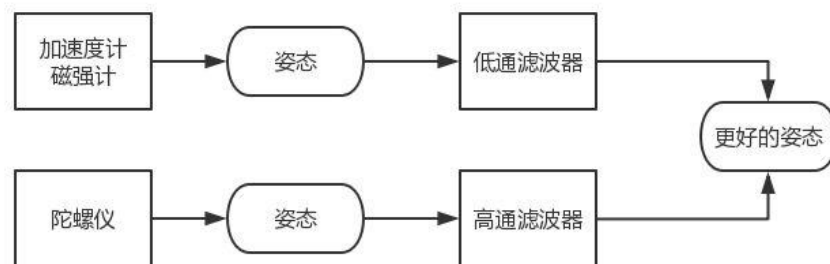 加速度计
磁强计
姿态
低通滤波器
更好的姿态
陀螺仪
姿态
高通滤波器